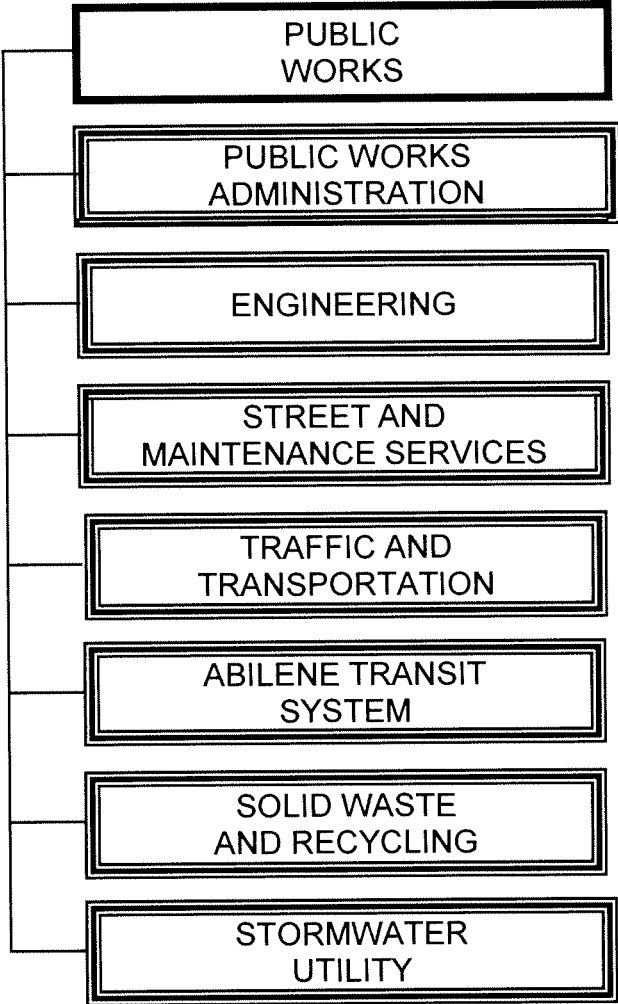 PUBLIC
WORKS
PUBLIC WORKS
ADMINISTRATION
ENGINEERING
STREET AND
MAINTENANCE SERVICES
TRAFFIC AND
TRANSPORTATION
ABILENE TRANSIT
SYSTEM
SOLID WASTE
AND RECYCLING
STORMWATER
UTILITY